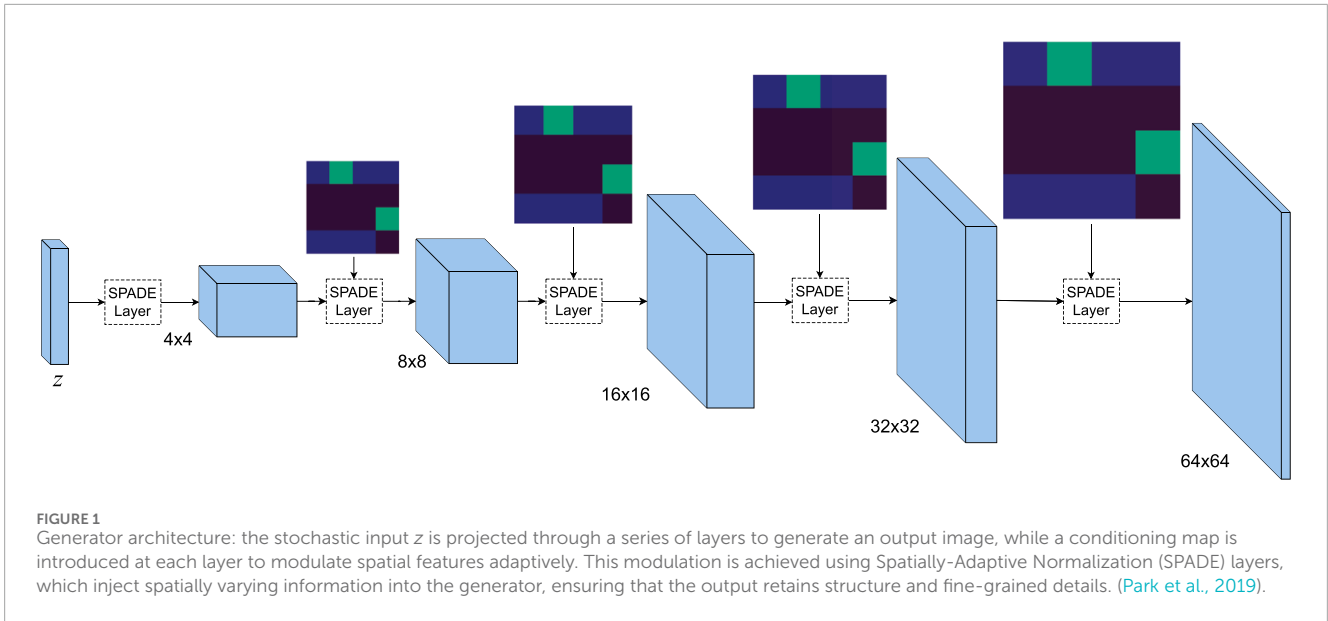 SPADE
Layer
SPADE
Layer
SPADE
Layer
SPADE
Layer
SPADE
Layer
z
4x4
8x8
16x16
32x32
64x64
FIGURE 1
Generator architecture: the stochastic input z is projected through a series of layers to generate an output image, while a conditioning map is
introduced at each layer to modulate spatial features adaptively. This modulation is achieved using Spatially-Adaptive Normalization (SPADE) layers,
which inject spatially varying information into the generator, ensuring that the output retains structure and fine-grained details. (Park et al., 2019).